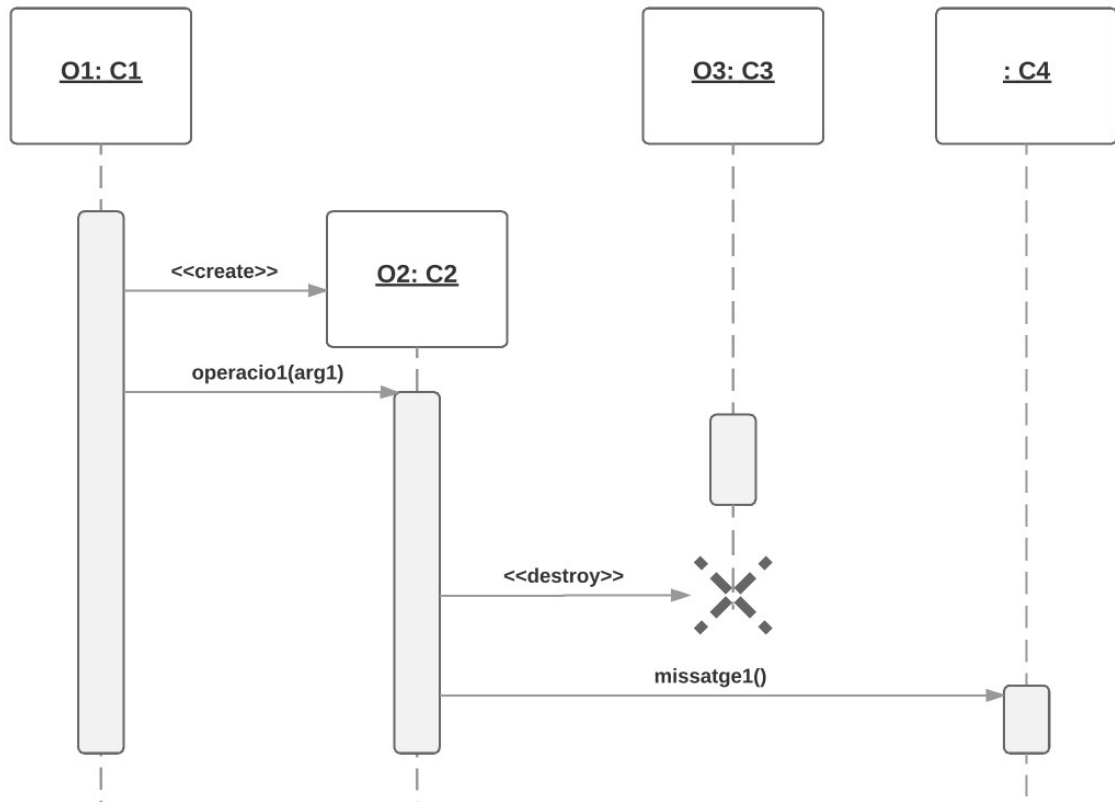 O1: C1
O3: C3
: C4
<<create>>
O2: C2
operacio1(arg1)
<<destroy>>
missatge1()